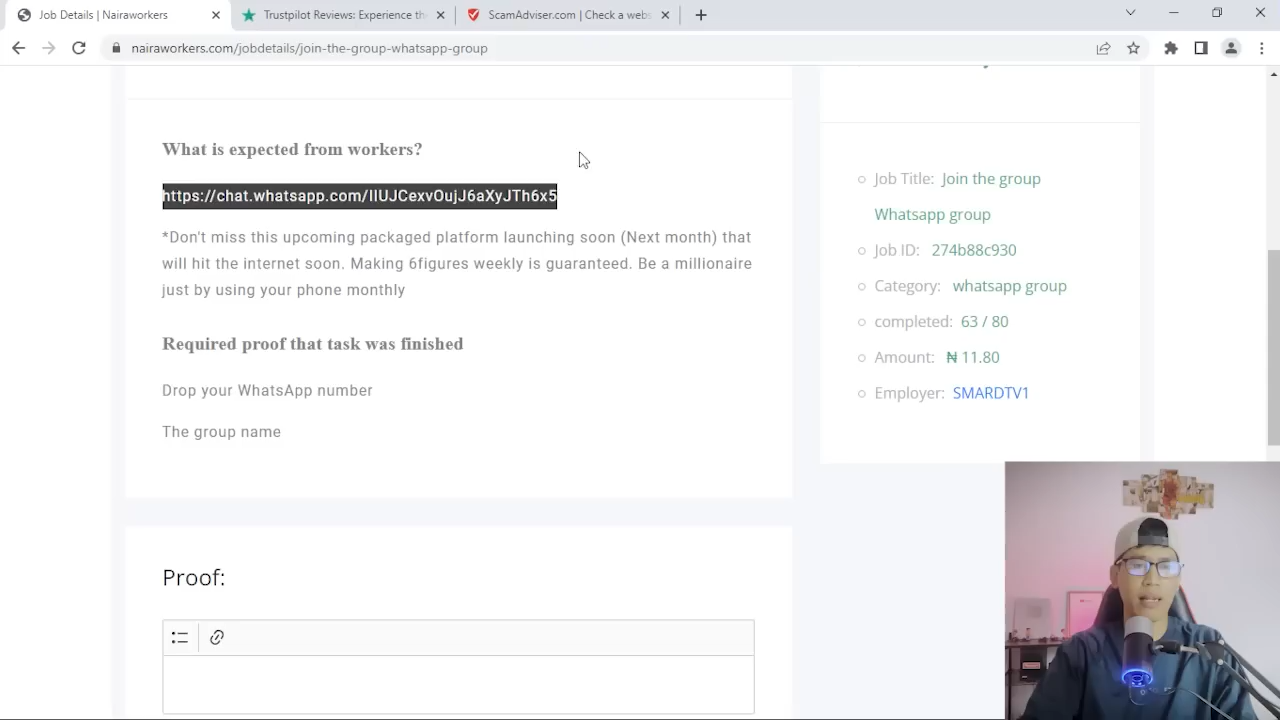 Job Details | Nairaworkers
Trustpilot Reviews: Experience th
ScamAdviser.com | Check a webs
nairaworkers.com/jobdetails/join-the-group-whatsapp-group
What is expected from workers?
https://chat.whatsapp.com/IIUJCexvOujJ6aXyJTh6x5
*Don't miss this upcoming packaged platform launching soon (Next month) that
will hit the internet soon. Making 6figures weekly is guaranteed. Be a millionaire
just by using your phone monthly
Required proof that task was finished
Drop your WhatsApp number
The group name
Proof:
Job Title: Join the group
Whatsapp group
Job ID: 274b88c930
Category: whatsapp group
completed: 63 / 80
Amount: ₦ 11.80
Employer: SMARDTV1